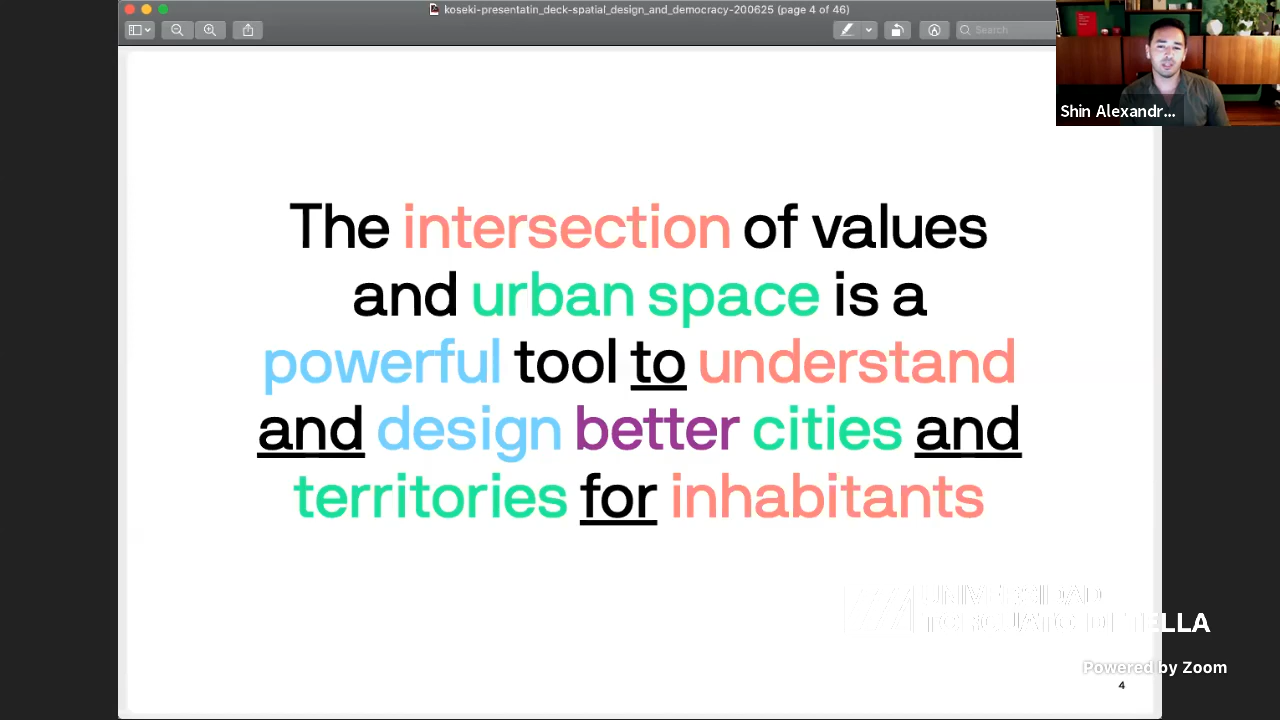 koseki-presentatin_deck-spatial_design_and_democracy-200625 (page 4 of 46)
Search
Shin Alexandr...
The intersection of values
and urban space is a
powerful tool to understand
and design better cities and
territories for inhabitants
UNIVERSIDAD
TORCUATO DI TELLA
Powered by Zoom
4